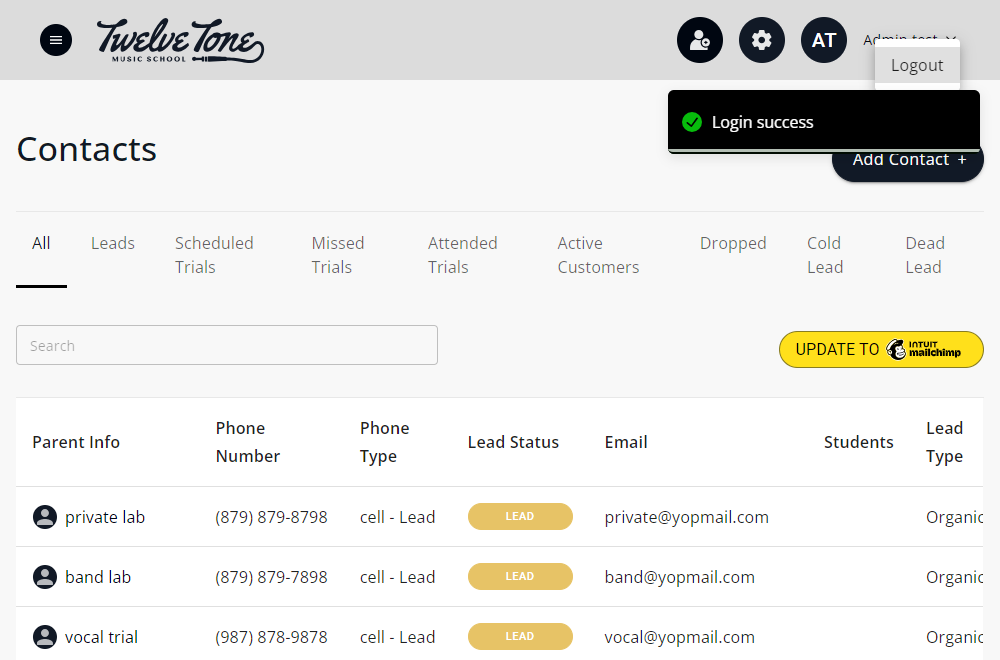 Twelve Tone
MUSIC SCHOOL
AT
Admin test
Logout
Login success
Contacts
Add Contact +
All
Leads
Scheduled
Trials
Missed
Trials
Attended
Trials
Active
Customers
Dropped
Cold
Lead
Dead
Lead
Search
UPDATE TO INTUIT
mailchimp
Parent Info
Phone
Number
Phone
Type
Lead Status
Email
Students
Lead
Type
private lab (879) 879-8798 cell - Lead LEAD private@yopmail.com Organic
band lab (879) 879-7898 cell - Lead LEAD band@yopmail.com Organic
vocal trial (987) 878-9878 cell - Lead LEAD vocal@yopmail.com Organic